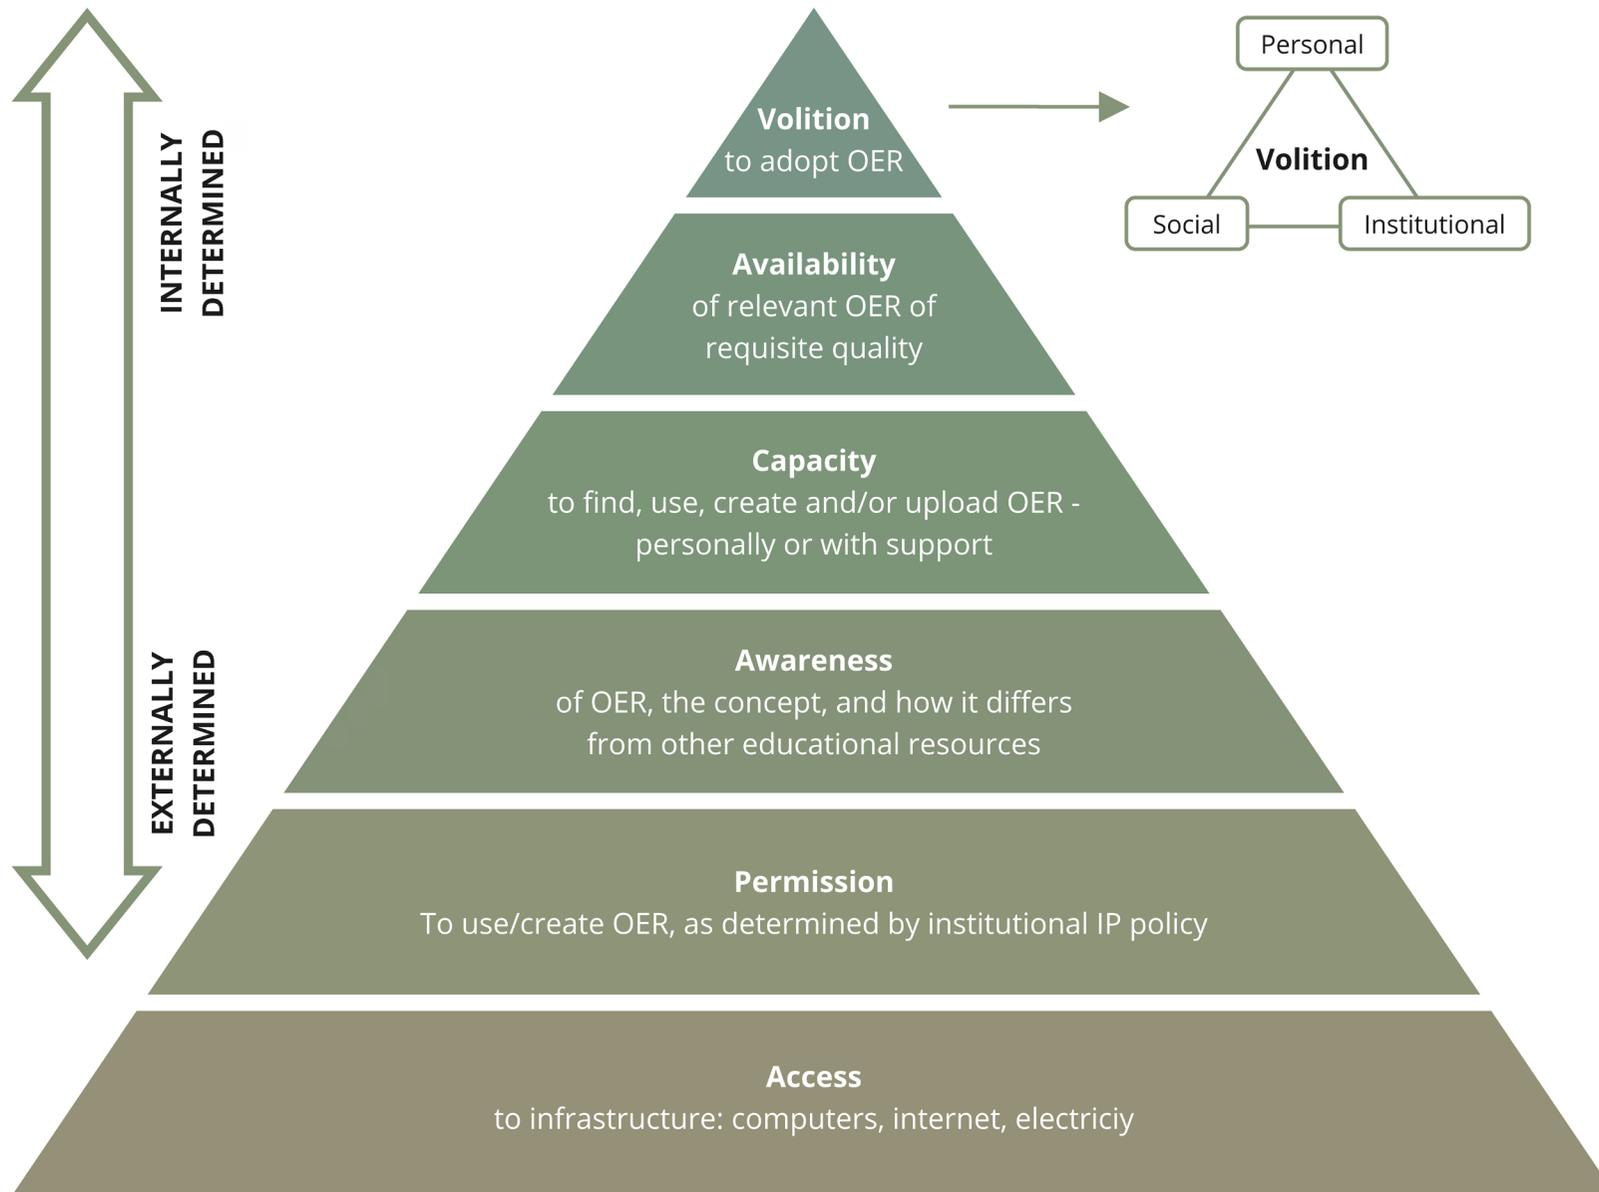 INTERNALLY
DETERMINED
EXTERNALLY
DETERMINED
Volition
to adopt OER
Personal
Volition
Social
Institutional
Availability
of relevant OER of
requisite quality
Capacity
to find, use, create and/or upload OER -
personally or with support
Awareness
of OER, the concept, and how it differs
from other educational resources
Permission
To use/create OER, as determined by institutional IP policy
Access
to infrastructure: computers, internet, electriciy